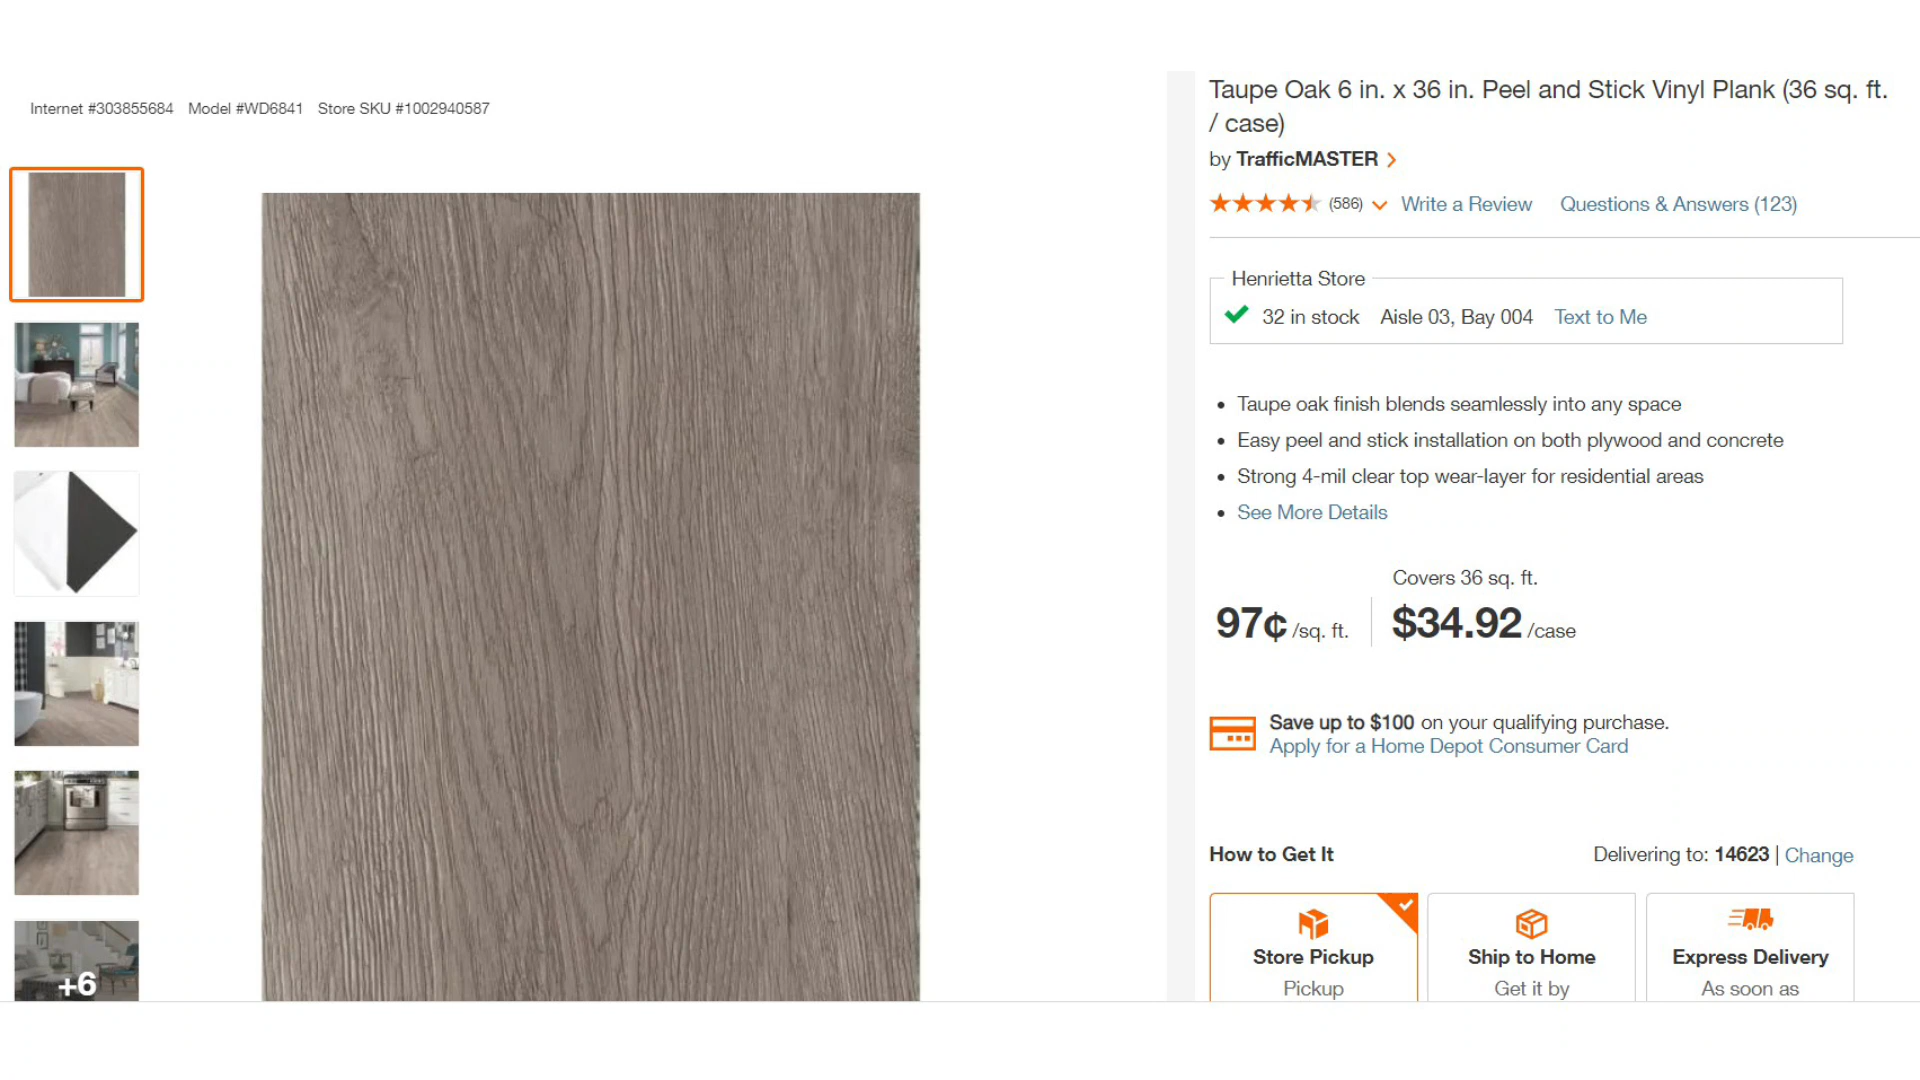 Internet #303855684 Model #WD6841 Store SKU #1002940587
Taupe Oak 6 in. x 36 in. Peel and Stick Vinyl Plank (36 sq. ft.
/ case)
by TrafficMASTER
(586) Write a Review Questions & Answers (123)
Henrietta Store
32 in stock Aisle 03, Bay 004 Text to Me
• Taupe oak finish blends seamlessly into any space
• Easy peel and stick installation on both plywood and concrete
• Strong 4-mil clear top wear-layer for residential areas
• See More Details
Covers 36 sq. ft.
97¢ /sq. ft. $34.92 /case
Save up to $100 on your qualifying purchase.
Apply for a Home Depot Consumer Card
How to Get It Delivering to: 14623 | Change
Store Pickup Ship to Home Express Delivery
Pickup Get it by As soon as
+6